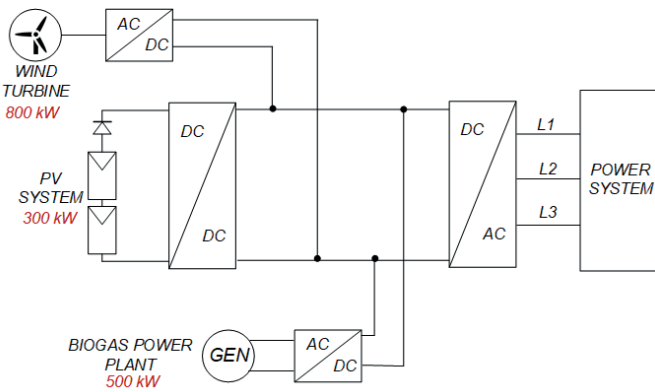 AC
DC
WIND
TURBINE
800 kW
DC
DC
PV
SYSTEM
300 kW
DC
AC
L1
L2
L3
POWER
SYSTEM
BIOGAS POWER
PLANT
500 kW
GEN
AC
DC